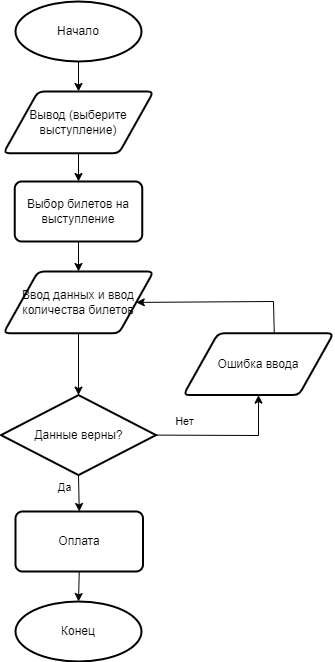 Начало
Вывод (выберите
выступление)
Выбор билетов на
выступление
Ввод данных и ввод
количества билетов
Ошибка ввода
Данные верны?
Нет
Да
Оплата
Конец